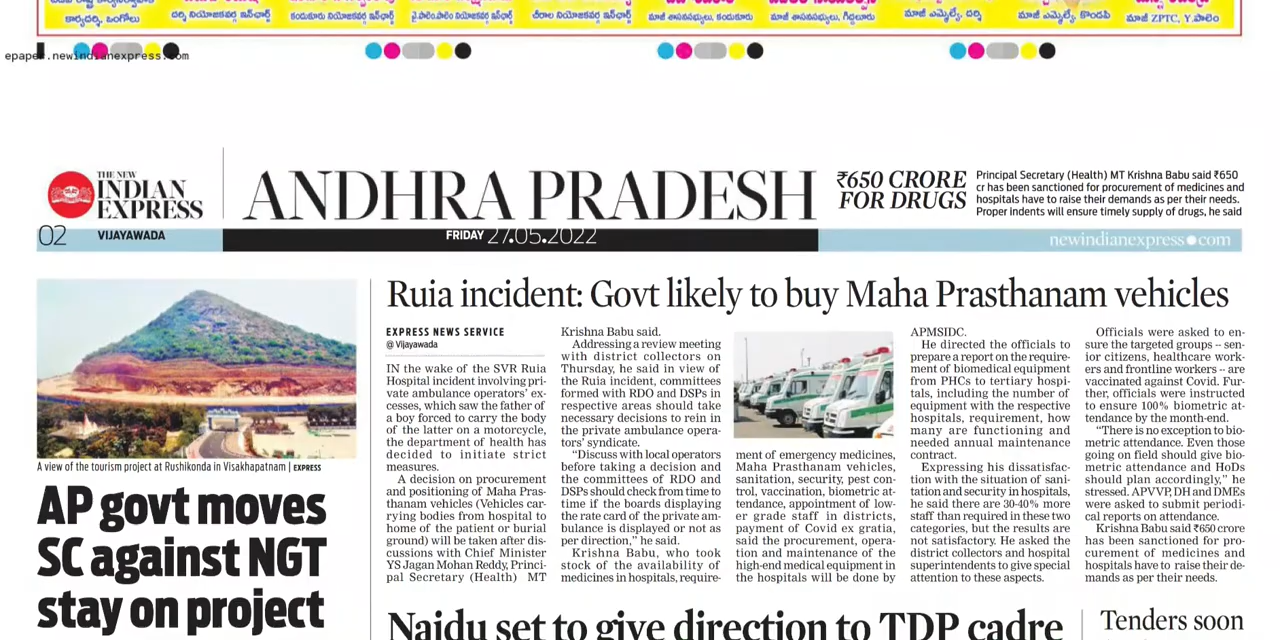 కార్యదర్శి, ఒంగోలు
దర్శి నియోజకవర్గ ఇన్‌ఛార్జ్
కందుకూరు నియోజకవర్గ ఇన్‌ఛార్జ్
వై.పాలెం నియోజకవర్గ ఇన్‌ఛార్జ్
చీరాల నియోజకవర్గ ఇన్‌ఛార్జ్
మాజీ శాసనసభ్యులు, కందుకూరు
మాజీ శాసనసభ్యులు, గిద్దలూరు
మాజీ ఎమ్మెల్యే, దర్శి
మాజీ ఎమ్మెల్యే, కొండపి
మాజీ ZPTC, Y.పాలెం
epaper.newindianexpress.com
THE NEW
INDIAN
EXPRESS
ANDHRA PRADESH
₹650 CRORE
FOR DRUGS
Principal Secretary (Health) MT Krishna Babu said ₹650
cr has been sanctioned for procurement of medicines and
hospitals have to raise their demands as per their needs.
Proper indents will ensure timely supply of drugs, he said
02 VIJAYAWADA
FRIDAY 27.05.2022
newindianexpress●com
A view of the tourism project at Rushikonda in Visakhapatnam | EXPRESS
AP govt moves
SC against NGT
stay on project
Ruia incident: Govt likely to buy Maha Prasthanam vehicles
EXPRESS NEWS SERVICE
@ Vijayawada
IN the wake of the SVR Ruia
Hospital incident involving pri-
vate ambulance operators' ex-
cesses, which saw the father of
a boy forced to carry the body
of the latter on a motorcycle,
the department of health has
decided to initiate strict
measures.
A decision on procurement
and positioning of Maha Pras-
thanam vehicles (Vehicles car-
rying bodies from hospital to
home of the patient or burial
ground) will be taken after dis-
cussions with Chief Minister
YS Jagan Mohan Reddy, Princi-
pal Secretary (Health) MT
Krishna Babu said.
Addressing a review meeting
with district collectors on
Thursday, he said in view of
the Ruia incident, committees
formed with RDO and DSPs in
respective areas should take
necessary decisions to rein in
the private ambulance opera-
tors' syndicate.
"Discuss with local operators
before taking a decision and
the committees of RDO and
DSPs should check from time to
time if the boards displaying
the rate card of the private am-
bulance is displayed or not as
per direction," he said.
Krishna Babu, who took
stock of the availability of
medicines in hospitals, require-
ment of emergency medicines,
Maha Prasthanam vehicles,
sanitation, security, pest con-
trol, vaccination, biometric at-
tendance, appointment of low-
er grade staff in districts,
payment of Covid ex gratia,
said the procurement, opera-
tion and maintenance of the
high-end medical equipment in
the hospitals will be done by
APMSIDC.
He directed the officials to
prepare a report on the require-
ment of biomedical equipment
from PHCs to tertiary hospi-
tals, including the number of
equipment with the respective
hospitals, requirement, how
many are functioning and
needed annual maintenance
contract.
Expressing his dissatisfac-
tion with the situation of sani-
tation and security in hospitals,
he said there are 30-40% more
staff than required in these two
categories, but the results are
not satisfactory. He asked the
district collectors and hospital
superintendents to give special
attention to these aspects.
Officials were asked to en-
sure the targeted groups -- sen-
ior citizens, healthcare work-
ers and frontline workers -- are
vaccinated against Covid. Fur-
ther, officials were instructed
to ensure 100% biometric at-
tendance by the month-end.
"There is no exception to bio-
metric attendance. Even those
going on field should give bio-
metric attendance and HoDs
should plan accordingly," he
stressed. APVVP, DH and DMEs
were asked to submit periodi-
cal reports on attendance.
Krishna Babu said ₹650 crore
has been sanctioned for pro-
curement of medicines and
hospitals have to raise their de-
mands as per their needs.
Naidu set to give direction to TDP cadre
Tenders soon